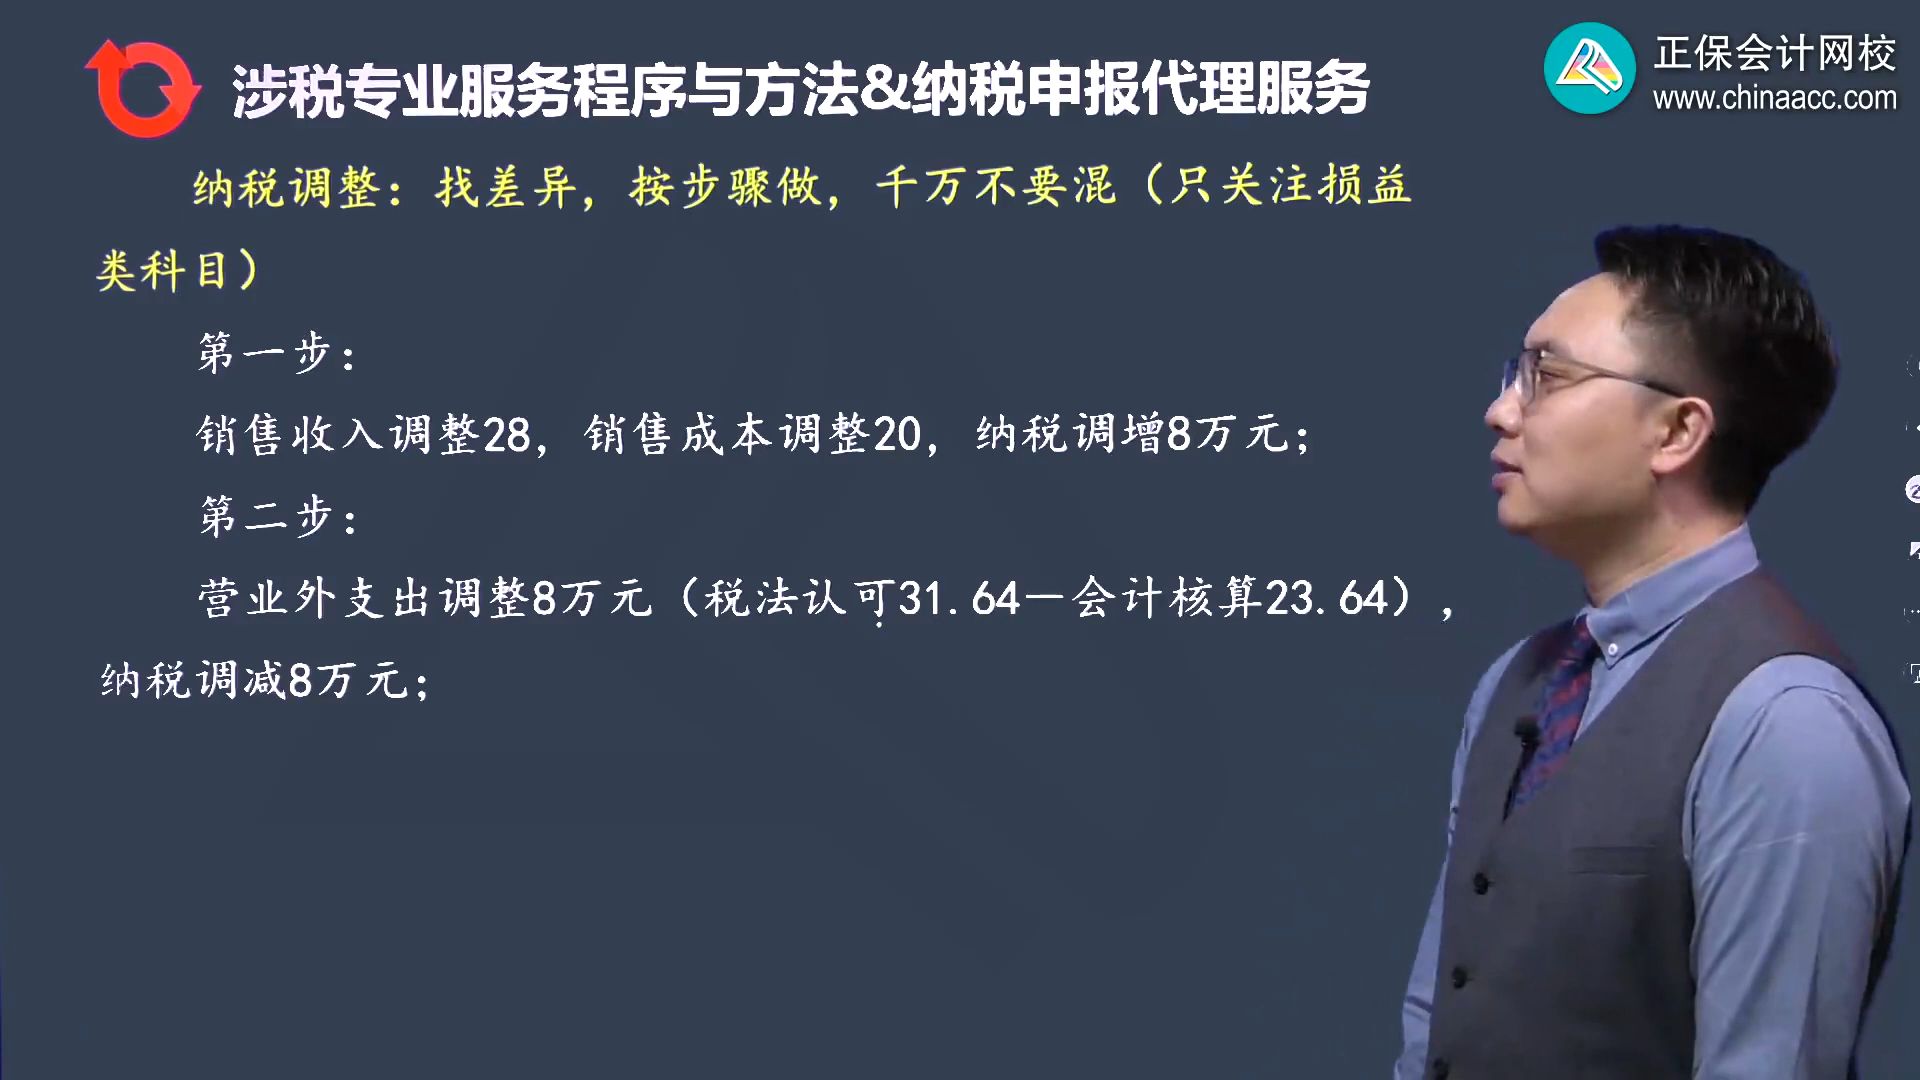 涉税专业服务程序与方法&纳税申报代理服务
正保会计网校
www.chinaacc.com
纳税调整：找差异，按步骤做，千万不要混（只关注损益
类科目）
第一步：
销售收入调整28，销售成本调整20，纳税调增8万元；
第二步：
营业外支出调整8万元（税法认可31.64－会计核算23.64），
纳税调减8万元；